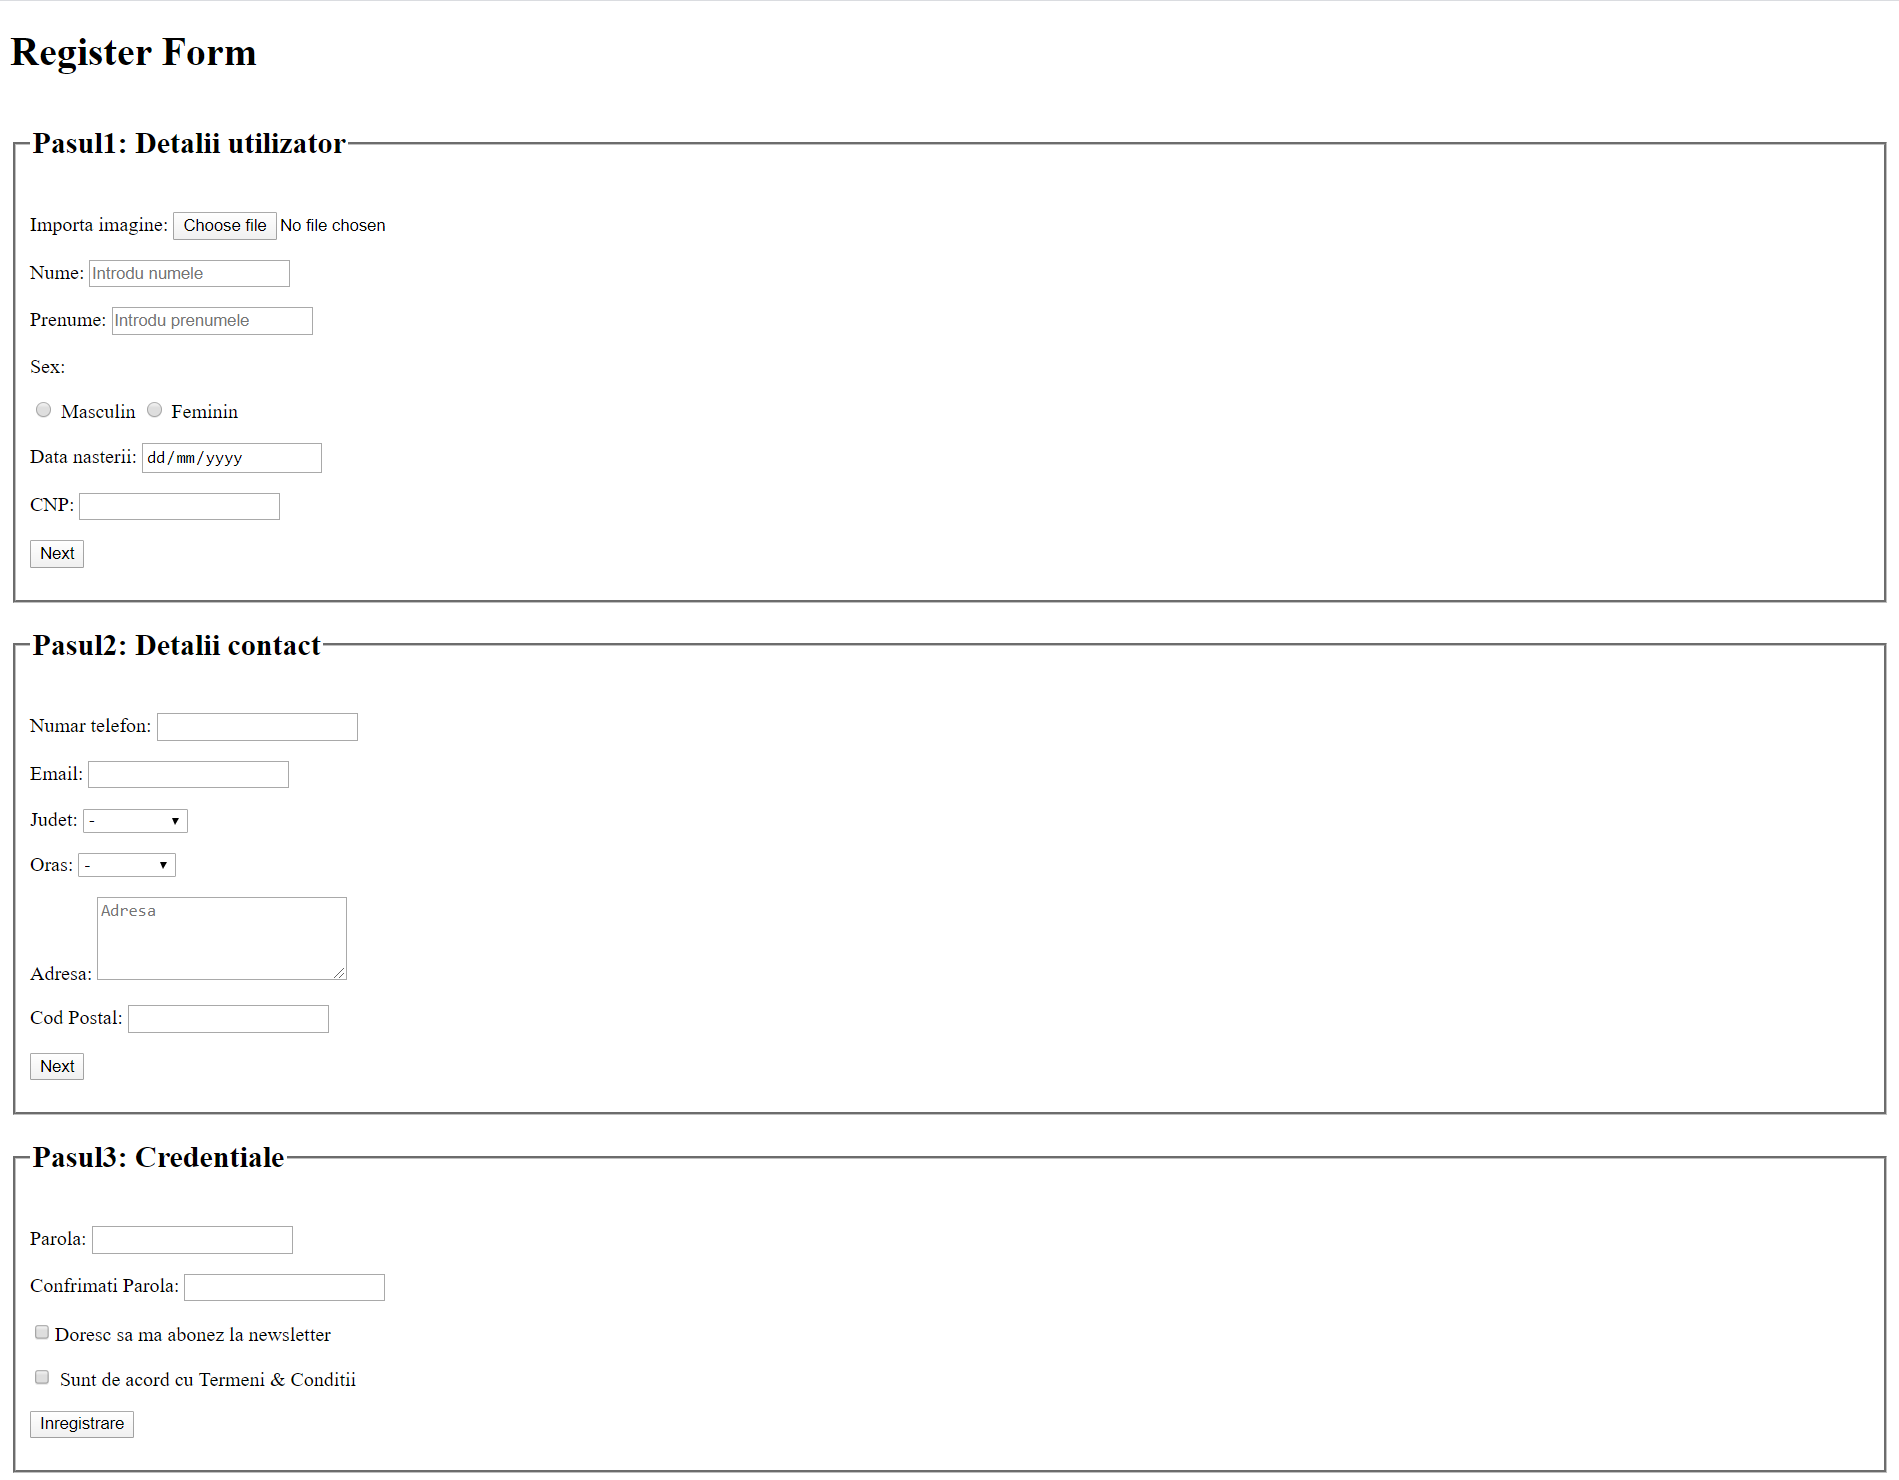 Register Form
Pasul1: Detalii utilizator
Importa imagine: Choose file No file chosen
Nume: Introdu numele
Prenume: Introdu prenumele
Sex:
Masculin Feminin
Data nasterii: dd/mm/yyyy
CNP:
Next
Pasul2: Detalii contact
Numar telefon:
Email:
Judet: -
Oras: -
Adresa
Adresa:
Cod Postal:
Next
Pasul3: Credentiale
Parola:
Confrimati Parola:
Doresc sa ma abonez la newsletter
Sunt de acord cu Termeni & Conditii
Inregistrare